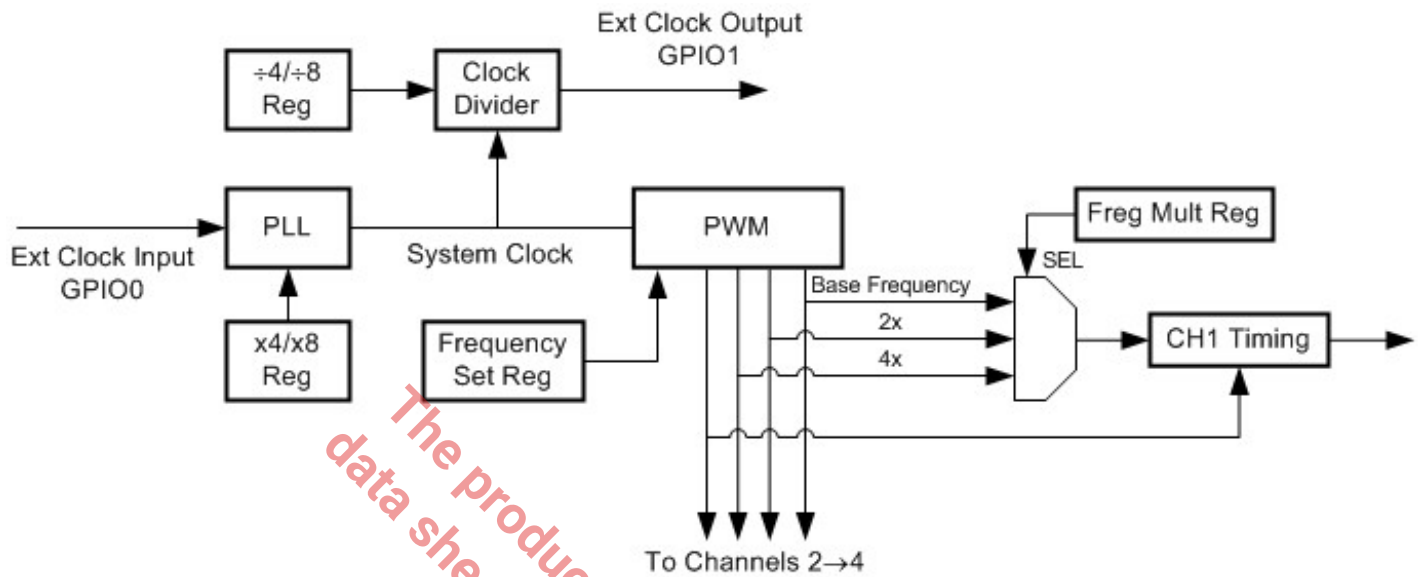 Ext Clock Output
GPIO1
÷4/÷8
Reg
Clock
Divider
PLL
PWM
Freg Mult Reg
Ext Clock Input
GPIO0
System Clock
SEL
Base Frequency
2x
4x
x4/x8
Reg
Frequency
Set Reg
CH1 Timing
To Channels 2→4
The produc
data she